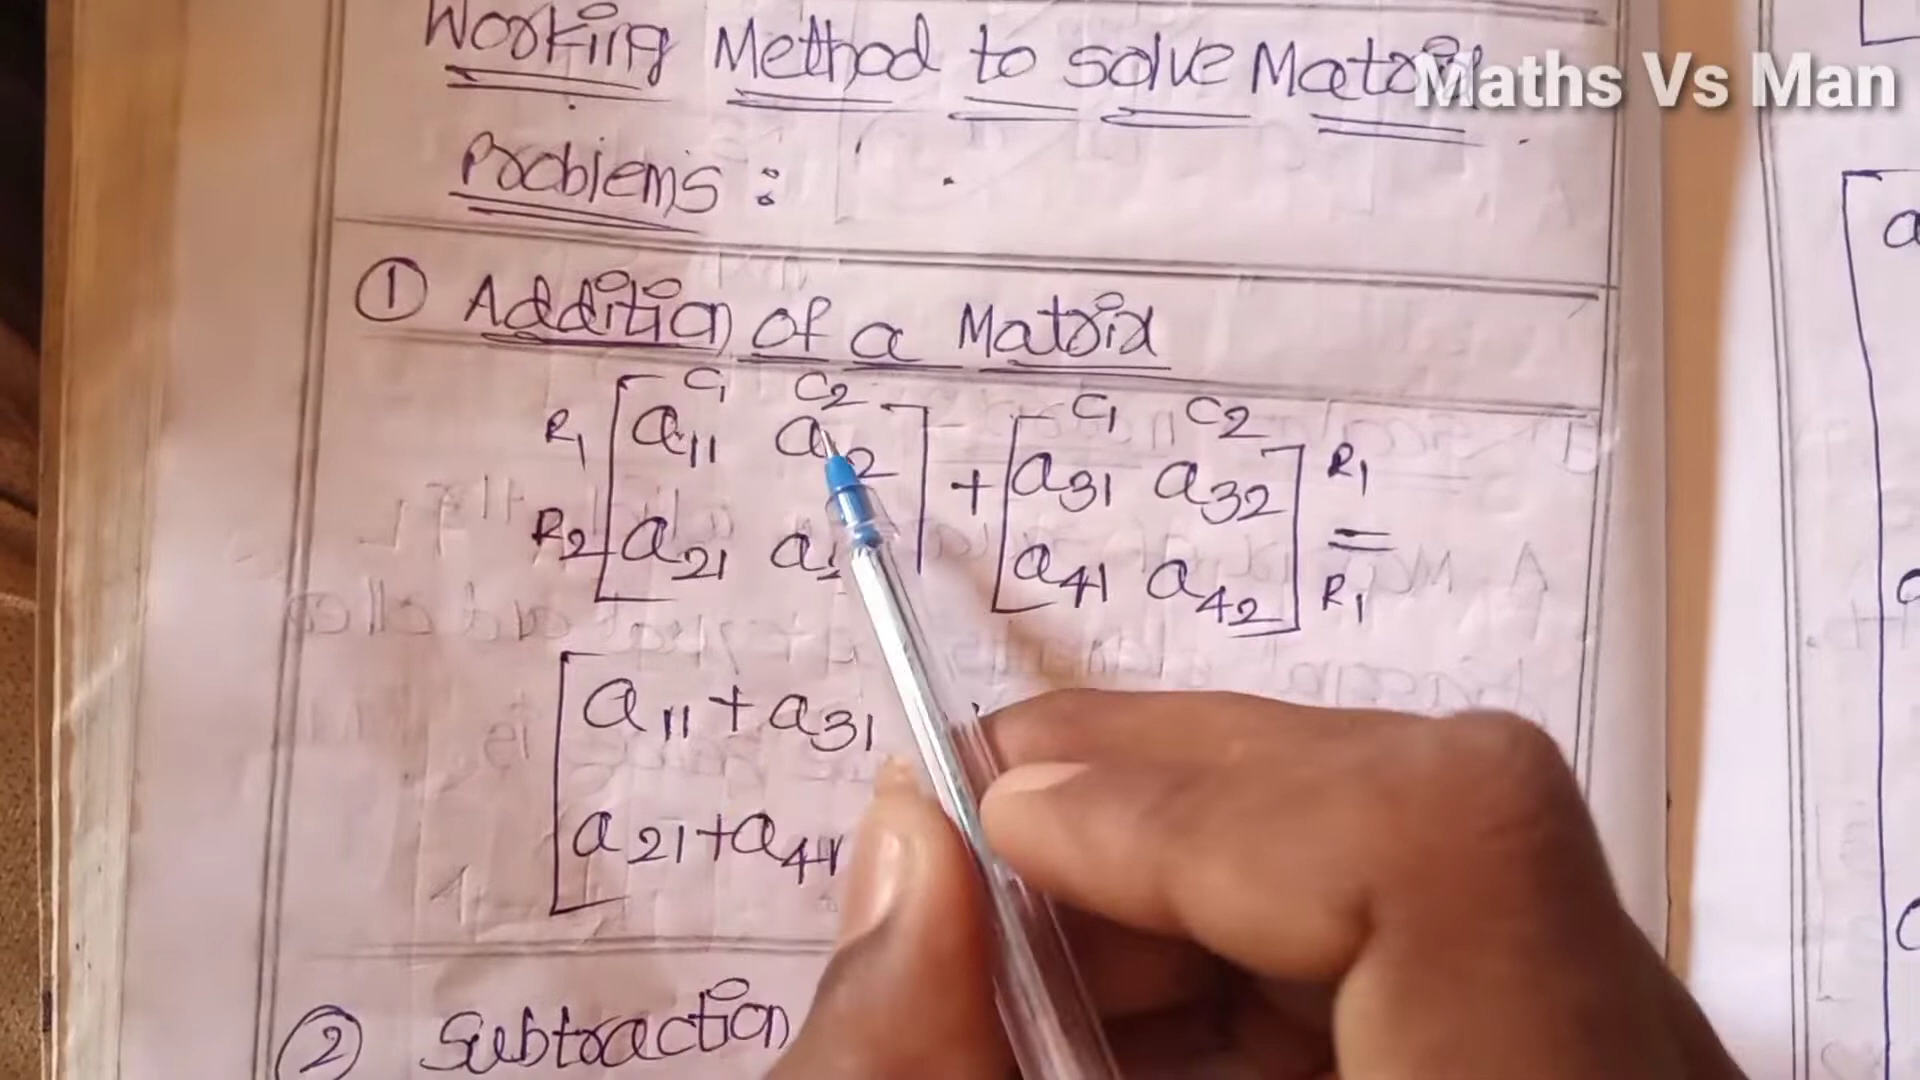 Working Method to solve Matrix
Maths Vs Man
Problems :
① Addition of a Matrix
C1 C2 C1 C2
R1 a11 a12 a31 a32 R1
+ =
R2 a21 a41 a42 R1
a11+a31
a21+a41
② Subtraction